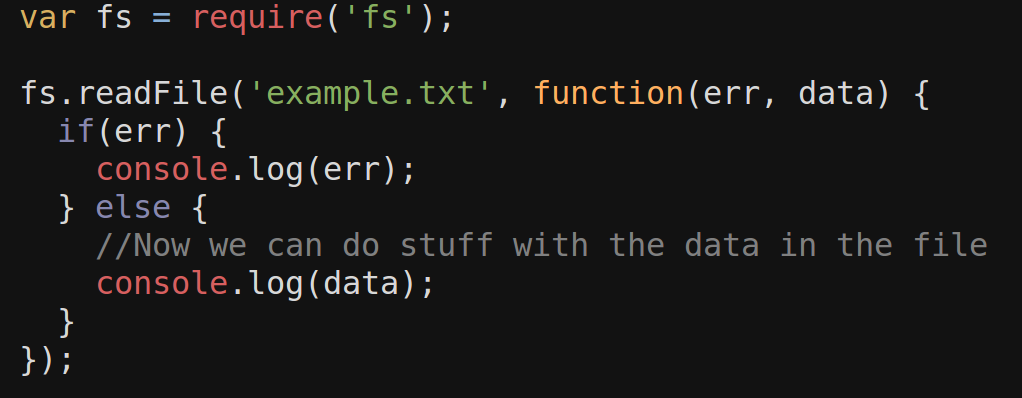 var fs = require('fs');

fs.readFile('example.txt', function(err, data) {
  if(err) {
    console.log(err);
  } else {
    //Now we can do stuff with the data in the file
    console.log(data);
  }
});